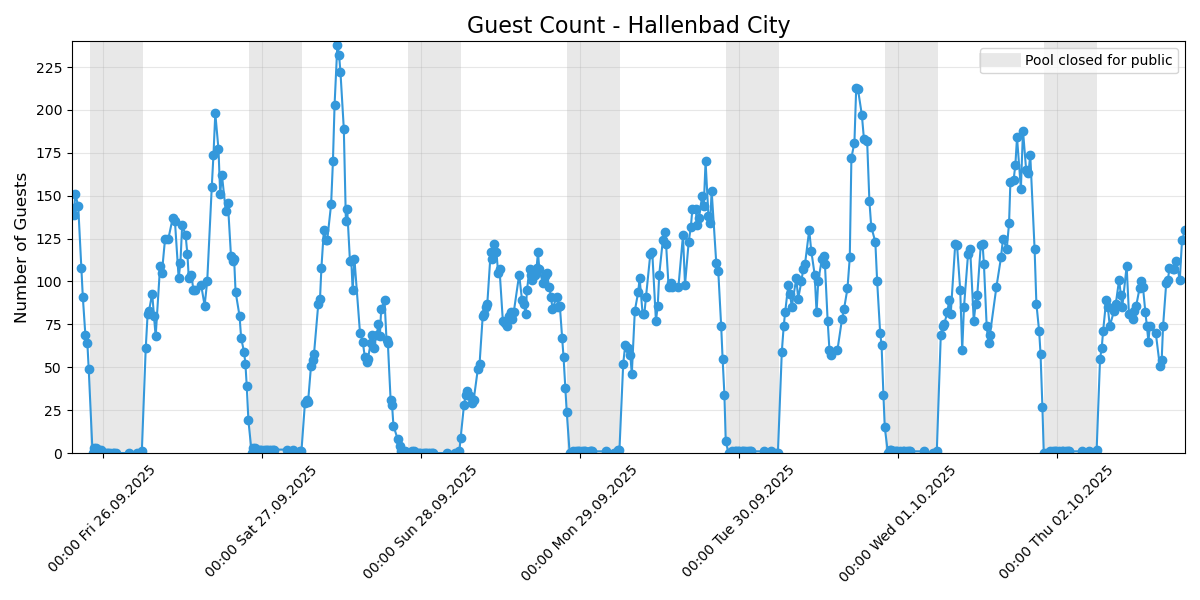 Guest Count - Hallenbad City
Pool closed for public
Number of Guests
225
200
175
150
125
100
75
50
25
0
00:00 Fri 26.09.2025
00:00 Sat 27.09.2025
00:00 Sun 28.09.2025
00:00 Mon 29.09.2025
00:00 Tue 30.09.2025
00:00 Wed 01.10.2025
00:00 Thu 02.10.2025